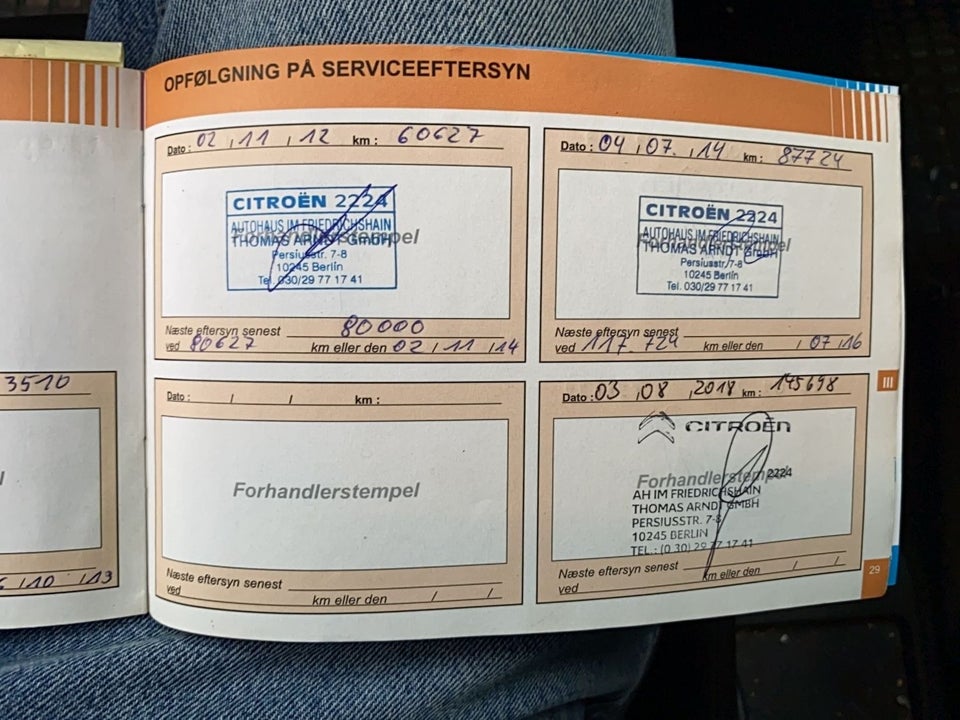 OPFØLGNING PÅ SERVICEEFTERSYN
Dato : 02 / 11 / 12 km : 60627
CITROËN 2224
AUTOHAUS IM FRIEDRICHSHAIN
Forhandlerstempel
THOMAS ARNDT GmbH
Persiusstr. 7-8
10245 Berlin
Tel. 030/29 77 17 41
Næste eftersyn senest 80000
ved 80627 km eller den 02 / 11 / 14
Dato : 04 / 07. / 14 km : 87724
CITROËN 2224
AUTOHAUS IM FRIEDRICHSHAIN
Forhandlerstempel
THOMAS ARNDT GmbH
Persiusstr. 7-8
10245 Berlin
Tel. 030/29 77 17 41
Næste eftersyn senest
ved 117.724 km eller den / 07 / 16
3510
/ 10 / 13
Dato : / / km :
Forhandlerstempel
Næste eftersyn senest
ved km eller den / /
Dato : 03 / 08 / 2018 km : 145698
CITROËN
2224
Forhandlerstempel
AH IM FRIEDRICHSHAIN
THOMAS ARNDT GMBH
PERSIUSSTR. 7-8
10245 BERLIN
TEL.: (0 30) 29 77 17 41
Næste eftersyn senest
ved km eller den / /
III
29